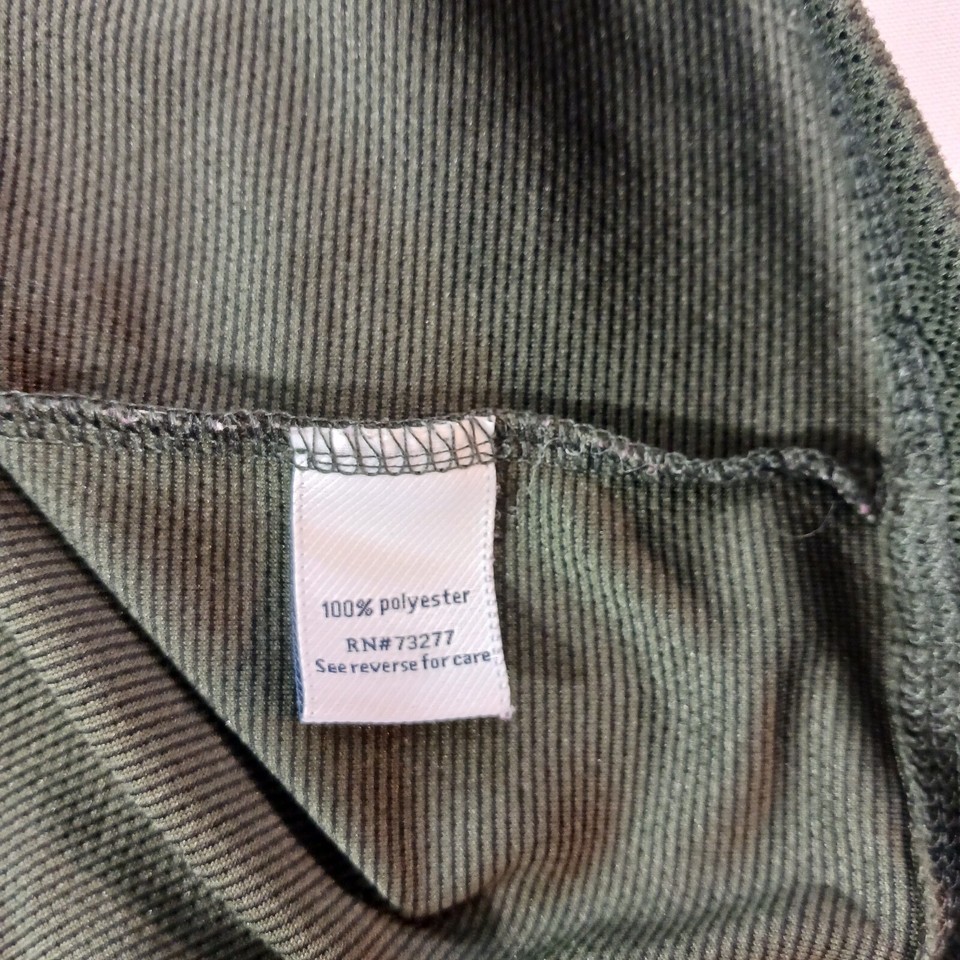 100% polyester
RN#73277
See reverse for care